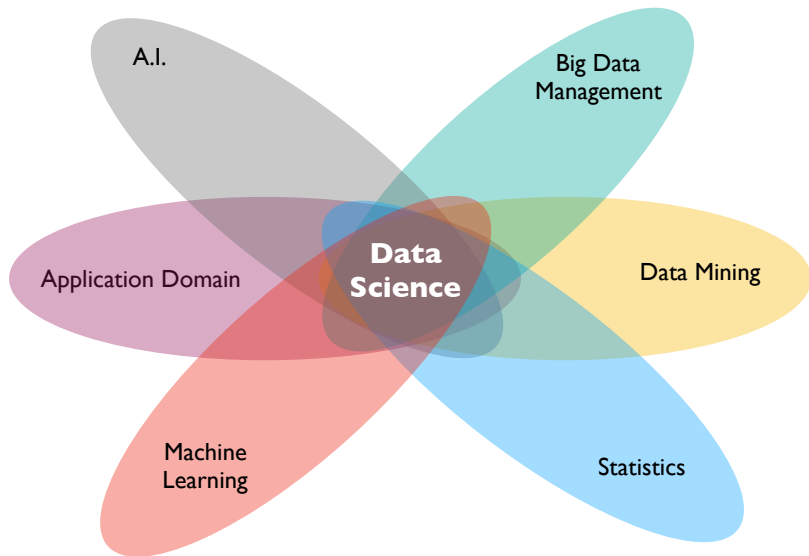 A.I.
Big Data
Management
Application Domain
Data
Science
Data Mining
Machine
Learning
Statistics